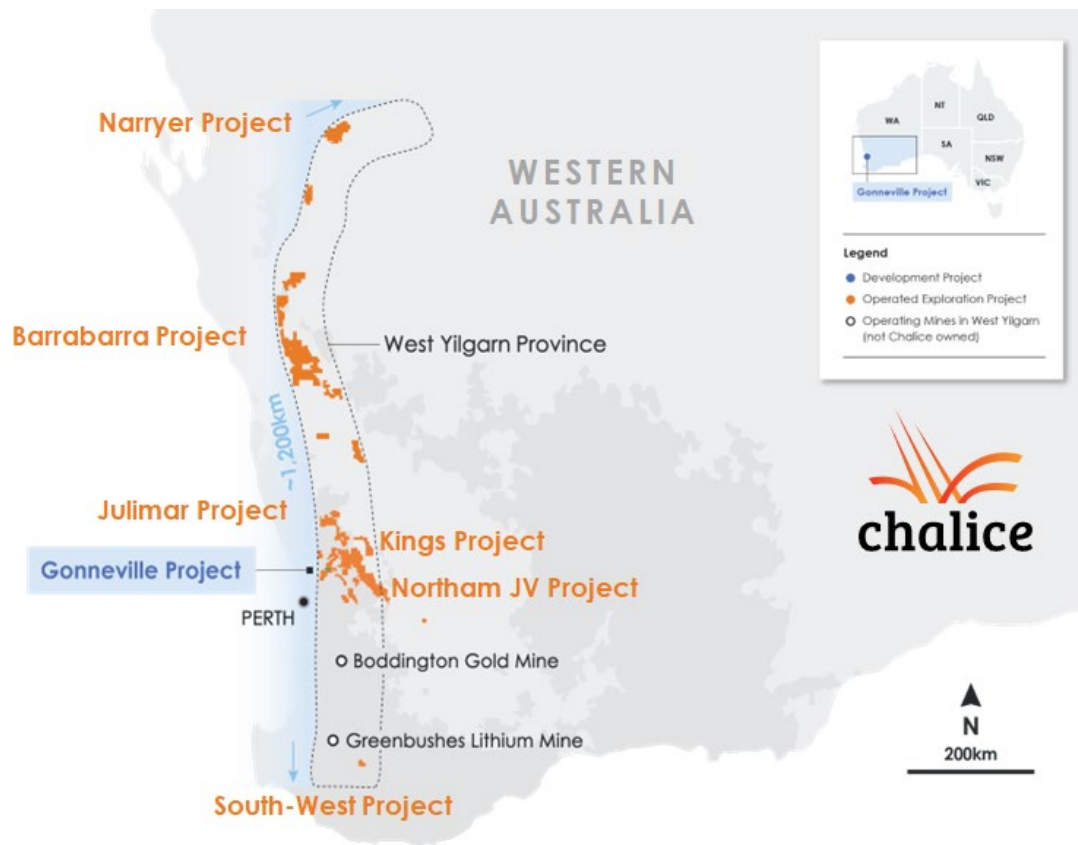 Narryer Project
WESTERN
AUSTRALIA
Barrabarra Project
West Yilgarn Province
~1,200km
Julimar Project
Kings Project
Gonneville Project
Northam JV Project
PERTH
Boddington Gold Mine
Greenbushes Lithium Mine
South-West Project
WA
NT
QLD
SA
NSW
VIC
Gonneville Project
Legend
Development Project
Operated Exploration Project
Operating Mines in West Yilgarn
(not Chalice owned)
chalice
N
200km